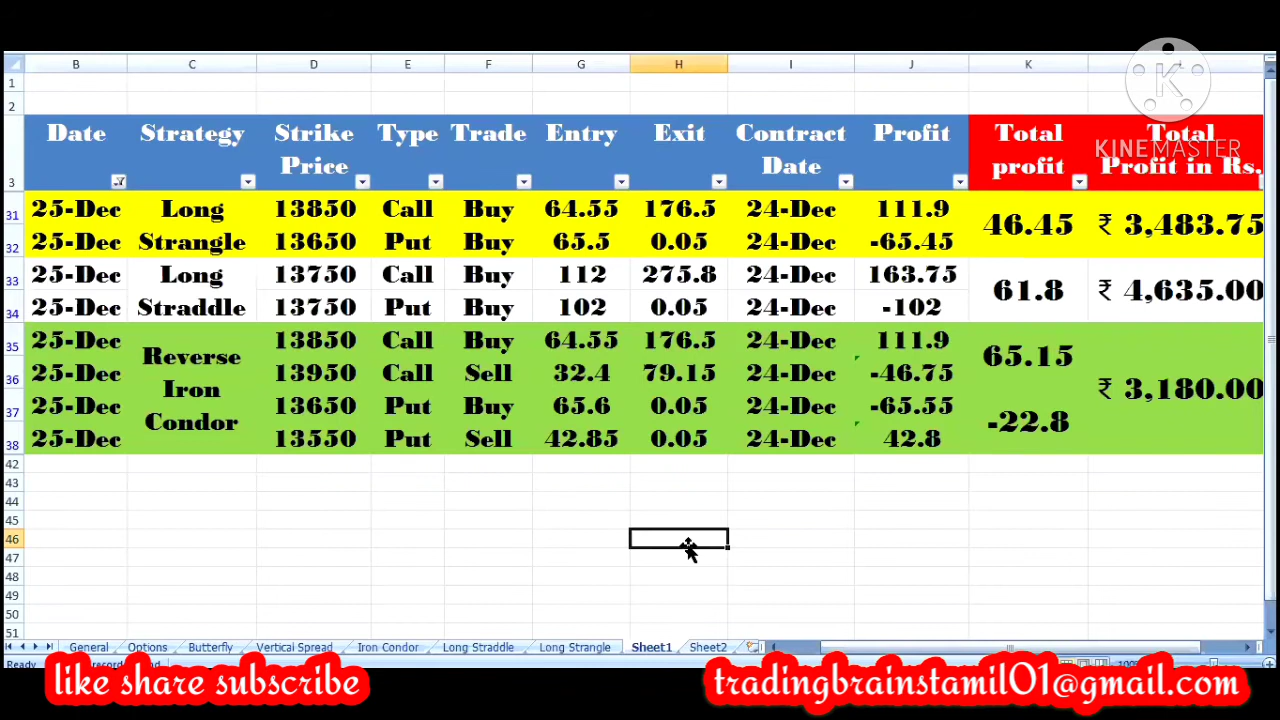 B C D E F G H I J K
1
2
Date Strategy Strike Price Type Trade Entry Exit Contract Date Profit Total profit Total Profit in Rs.
3
KINEMASTER
31 25-Dec Long 13850 Call Buy 64.55 176.5 24-Dec 111.9 46.45 ₹ 3,483.75
32 25-Dec Strangle 13650 Put Buy 65.5 0.05 24-Dec -65.45
33 25-Dec Long 13750 Call Buy 112 275.8 24-Dec 163.75 61.8 ₹ 4,635.00
34 25-Dec Straddle 13750 Put Buy 102 0.05 24-Dec -102
35 25-Dec Reverse 13850 Call Buy 64.55 176.5 24-Dec 111.9 65.15
36 25-Dec Iron 13950 Call Sell 32.4 79.15 24-Dec -46.75 ₹ 3,180.00
37 25-Dec Condor 13650 Put Buy 65.6 0.05 24-Dec -65.55 -22.8
38 25-Dec 13550 Put Sell 42.85 0.05 24-Dec 42.8
42
43
44
45
46
47
48
49
50
51
General Options Butterfly Vertical Spread Iron Condor Long Straddle Long Strangle Sheet1 Sheet2
Ready
like share subscribe
tradingbrainstamil01@gmail.com